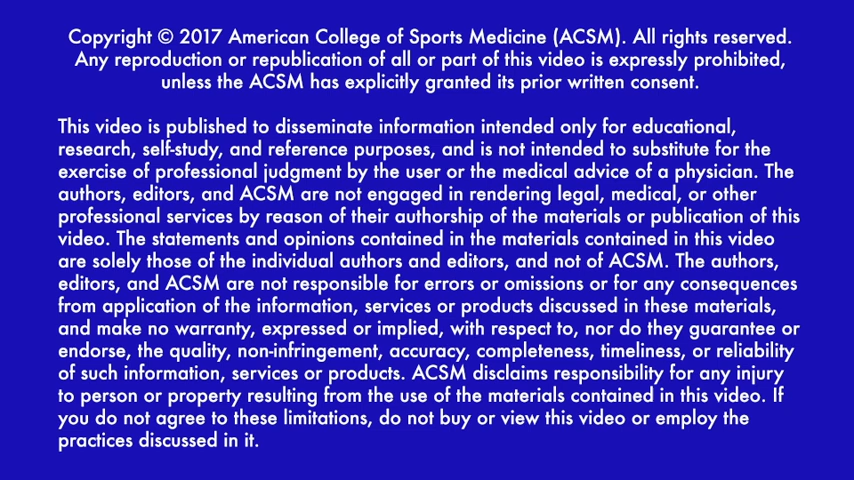 Copyright © 2017 American College of Sports Medicine (ACSM). All rights reserved.
Any reproduction or republication of all or part of this video is expressly prohibited,
unless the ACSM has explicitly granted its prior written consent.
This video is published to disseminate information intended only for educational,
research, self-study, and reference purposes, and is not intended to substitute for the
exercise of professional judgment by the user or the medical advice of a physician. The
authors, editors, and ACSM are not engaged in rendering legal, medical, or other
professional services by reason of their authorship of the materials or publication of this
video. The statements and opinions contained in the materials contained in this video
are solely those of the individual authors and editors, and not of ACSM. The authors,
editors, and ACSM are not responsible for errors or omissions or for any consequences
from application of the information, services or products discussed in these materials,
and make no warranty, expressed or implied, with respect to, nor do they guarantee or
endorse, the quality, non-infringement, accuracy, completeness, timeliness, or reliability
of such information, services or products. ACSM disclaims responsibility for any injury
to person or property resulting from the use of the materials contained in this video. If
you do not agree to these limitations, do not buy or view this video or employ the
practices discussed in it.